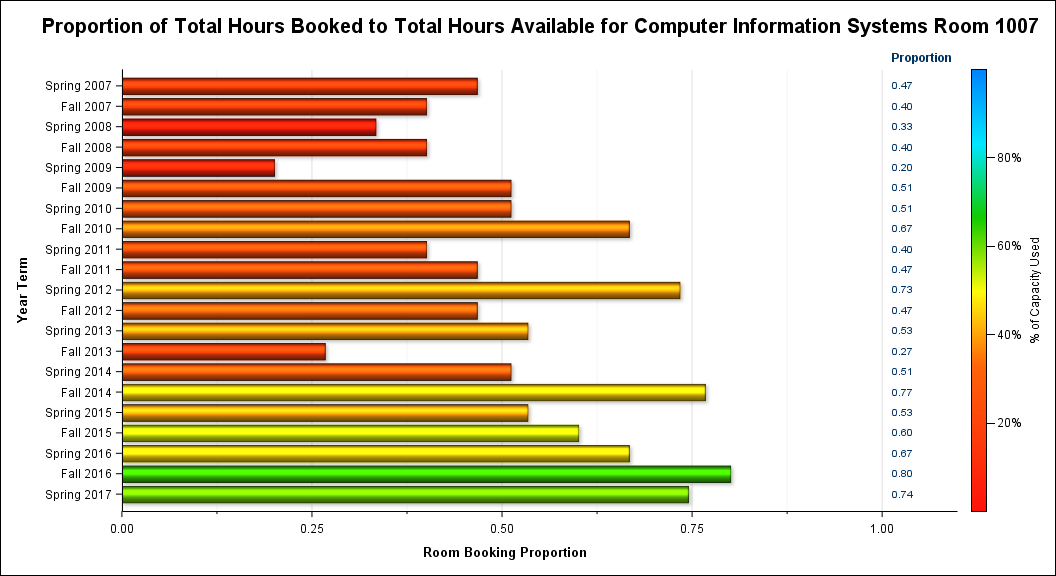 Proportion of Total Hours Booked to Total Hours Available for Computer Information Systems Room 1007
Proportion
Spring 2007 0.47
Fall 2007 0.40
Spring 2008 0.33
Fall 2008 0.40
Spring 2009 0.20
Fall 2009 0.51
Spring 2010 0.51
Fall 2010 0.67
Spring 2011 0.40
Fall 2011 0.47
Spring 2012 0.73
Fall 2012 0.47
Spring 2013 0.53
Fall 2013 0.27
Spring 2014 0.51
Fall 2014 0.77
Spring 2015 0.53
Fall 2015 0.60
Spring 2016 0.67
Fall 2016 0.80
Spring 2017 0.74
Year Term
0.00 0.25 0.50 0.75 1.00
Room Booking Proportion
80%
60%
40%
20%
% of Capacity Used